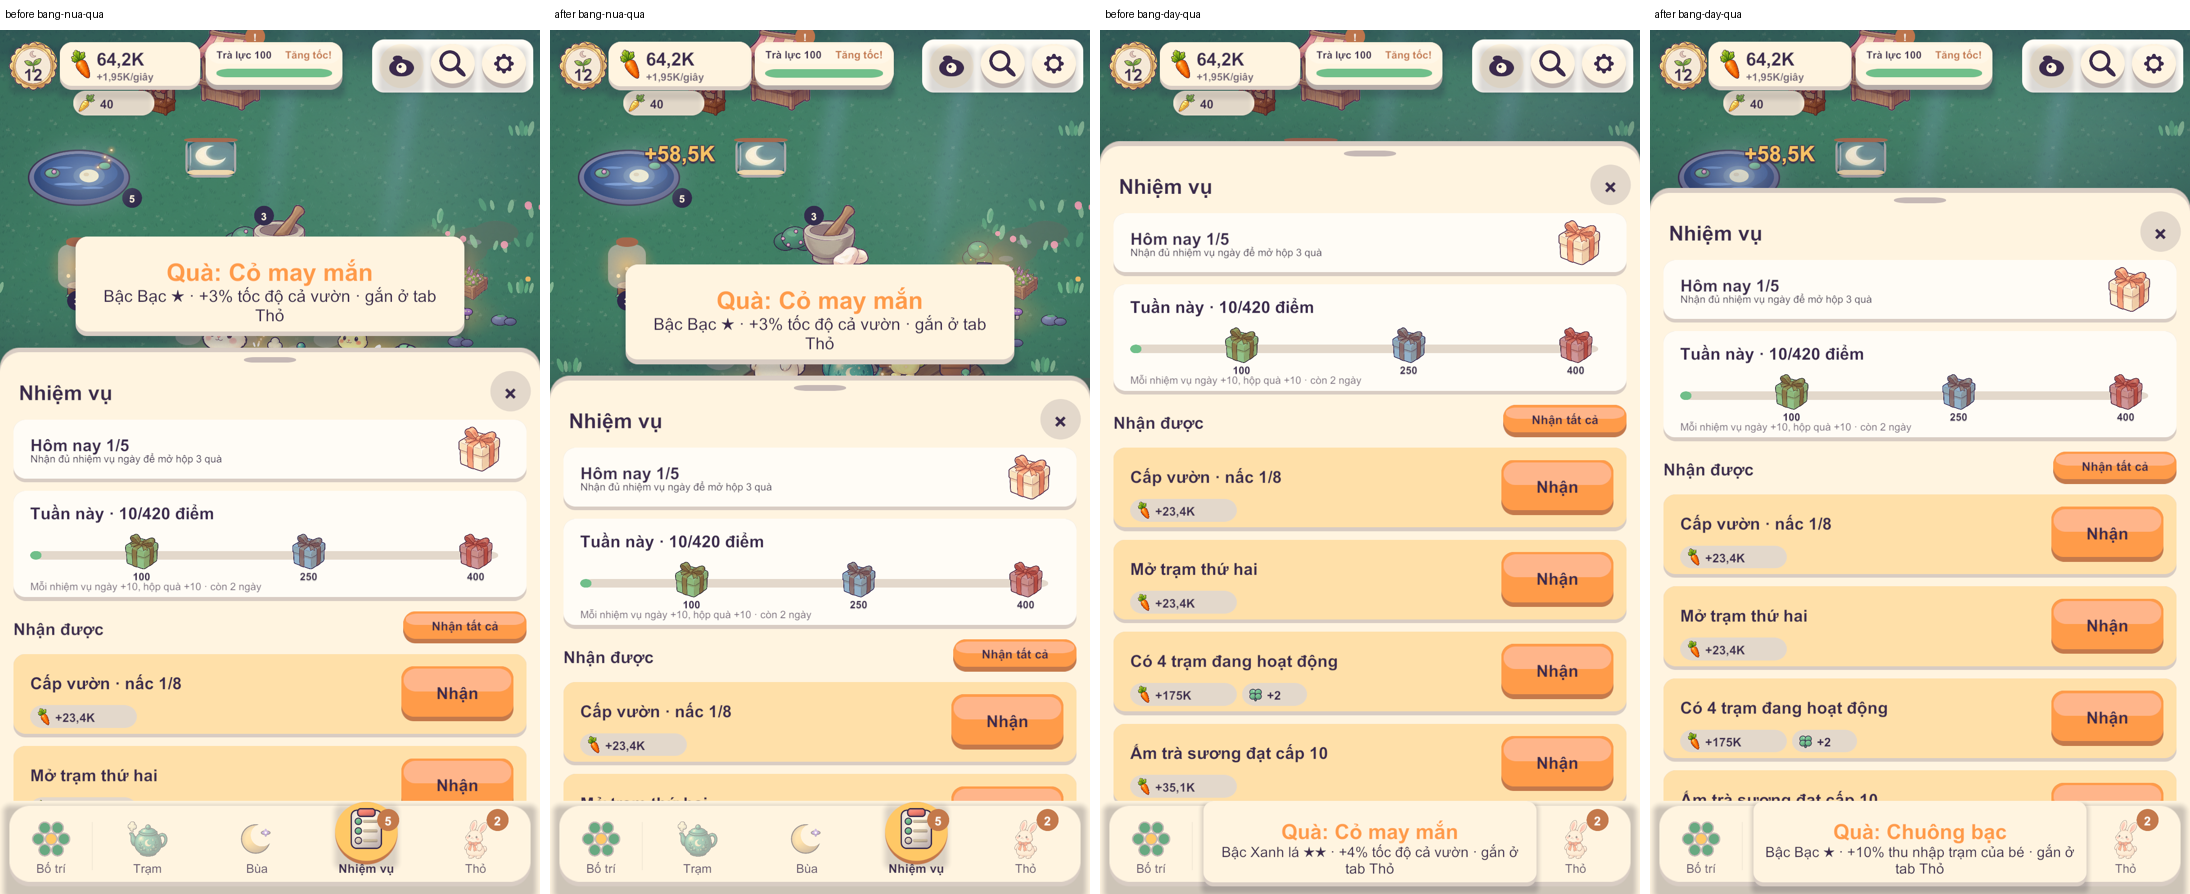 before bang-nua-qua
12
64,2K
+1,95K/giây
40
Trà lực 100 Tăng tốc!
!
5
3
Quà: Cỏ may mắn
Bậc Bạc ★ · +3% tốc độ cả vườn · gắn ở tab
Thỏ
Nhiệm vụ
×
Hôm nay 1/5
Nhận đủ nhiệm vụ ngày để mở hộp 3 quà
Tuần này · 10/420 điểm
100 250 400
Mỗi nhiệm vụ ngày +10, hộp quà +10 · còn 2 ngày
Nhận được
Nhận tất cả
Cấp vườn · nấc 1/8
+23,4K
Nhận
Mở trạm thứ hai
Nhận
Bố trí
Trạm
Bùa
5
Nhiệm vụ
2
Thỏ
after bang-nua-qua
12
64,2K
+1,95K/giây
40
Trà lực 100 Tăng tốc!
!
+58,5K
5
3
Quà: Cỏ may mắn
Bậc Bạc ★ · +3% tốc độ cả vườn · gắn ở tab
Thỏ
Nhiệm vụ
×
Hôm nay 1/5
Nhận đủ nhiệm vụ ngày để mở hộp 3 quà
Tuần này · 10/420 điểm
100 250 400
Mỗi nhiệm vụ ngày +10, hộp quà +10 · còn 2 ngày
Nhận được
Nhận tất cả
Cấp vườn · nấc 1/8
+23,4K
Nhận
Mở trạm thứ hai
Bố trí
Trạm
Bùa
5
Nhiệm vụ
2
Thỏ
before bang-day-qua
12
64,2K
+1,95K/giây
40
Trà lực 100 Tăng tốc!
!
Nhiệm vụ
×
Hôm nay 1/5
Nhận đủ nhiệm vụ ngày để mở hộp 3 quà
Tuần này · 10/420 điểm
100 250 400
Mỗi nhiệm vụ ngày +10, hộp quà +10 · còn 2 ngày
Nhận được
Nhận tất cả
Cấp vườn · nấc 1/8
+23,4K
Nhận
Mở trạm thứ hai
+23,4K
Nhận
Có 4 trạm đang hoạt động
+175K +2
Nhận
Ấm trà sương đạt cấp 10
+35,1K
Nhận
Bố trí
Quà: Cỏ may mắn
Bậc Xanh lá ★★ · +4% tốc độ cả vườn · gắn ở
tab Thỏ
2
Thỏ
after bang-day-qua
12
64,2K
+1,95K/giây
40
Trà lực 100 Tăng tốc!
!
+58,5K
Nhiệm vụ
×
Hôm nay 1/5
Nhận đủ nhiệm vụ ngày để mở hộp 3 quà
Tuần này · 10/420 điểm
100 250 400
Mỗi nhiệm vụ ngày +10, hộp quà +10 · còn 2 ngày
Nhận được
Nhận tất cả
Cấp vườn · nấc 1/8
+23,4K
Nhận
Mở trạm thứ hai
+23,4K
Nhận
Có 4 trạm đang hoạt động
+175K +2
Nhận
Ấm trà sương đạt cấp 10
Bố trí
Quà: Chuông bạc
Bậc Bạc ★ · +10% thu nhập trạm của bé · gắn ở
tab Thỏ
2
Thỏ